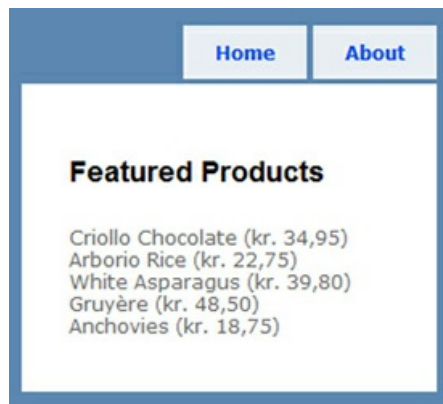 Home About
Featured Products
Criollo Chocolate (kr. 34,95)
Arborio Rice (kr. 22,75)
White Asparagus (kr. 39,80)
Gruyère (kr. 48,50)
Anchovies (kr. 18,75)